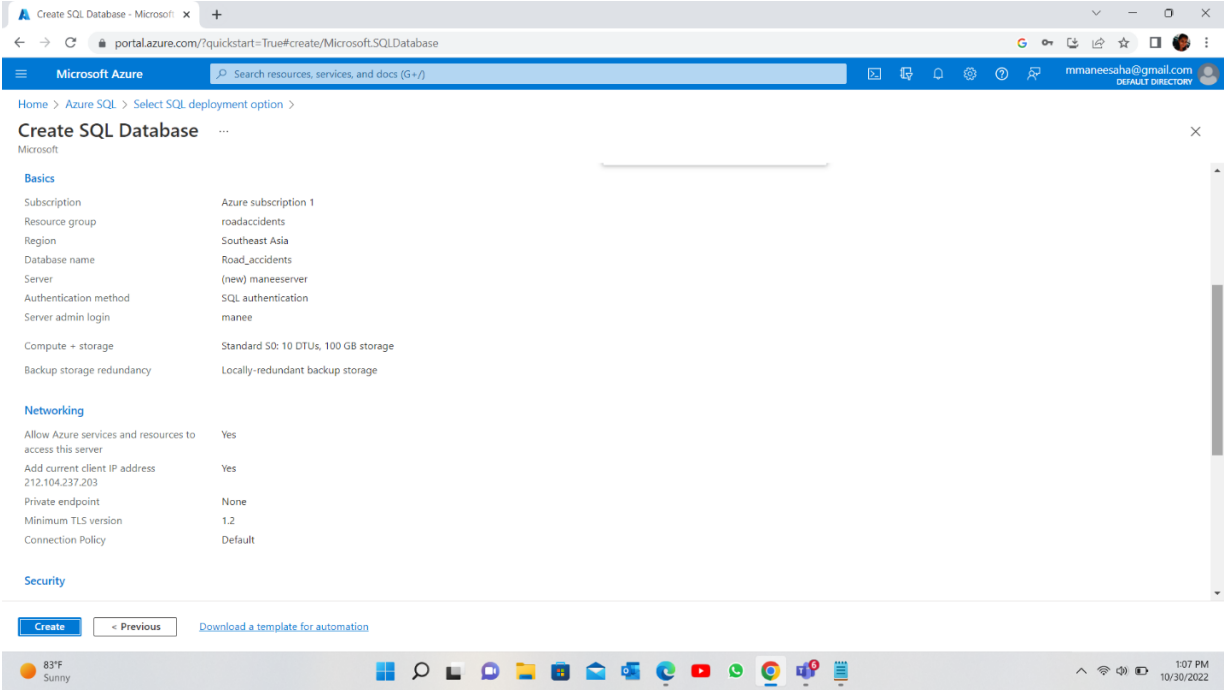 Create SQL Database - Microsoft
portal.azure.com/?quickstart=True#create/Microsoft.SQLDatabase
Microsoft Azure
Search resources, services, and docs (G+/)
mmaneesaha@gmail.com
DEFAULT DIRECTORY
Home > Azure SQL > Select SQL deployment option >
Create SQL Database ...
Microsoft
Basics
Subscription Azure subscription 1
Resource group roadaccidents
Region Southeast Asia
Database name Road_accidents
Server (new) maneeserver
Authentication method SQL authentication
Server admin login manee
Compute + storage Standard S0: 10 DTUs, 100 GB storage
Backup storage redundancy Locally-redundant backup storage
Networking
Allow Azure services and resources to Yes
access this server
Add current client IP address Yes
212.104.237.203
Private endpoint None
Minimum TLS version 1.2
Connection Policy Default
Security
Create < Previous Download a template for automation
83°F
Sunny
6
1:07 PM
10/30/2022